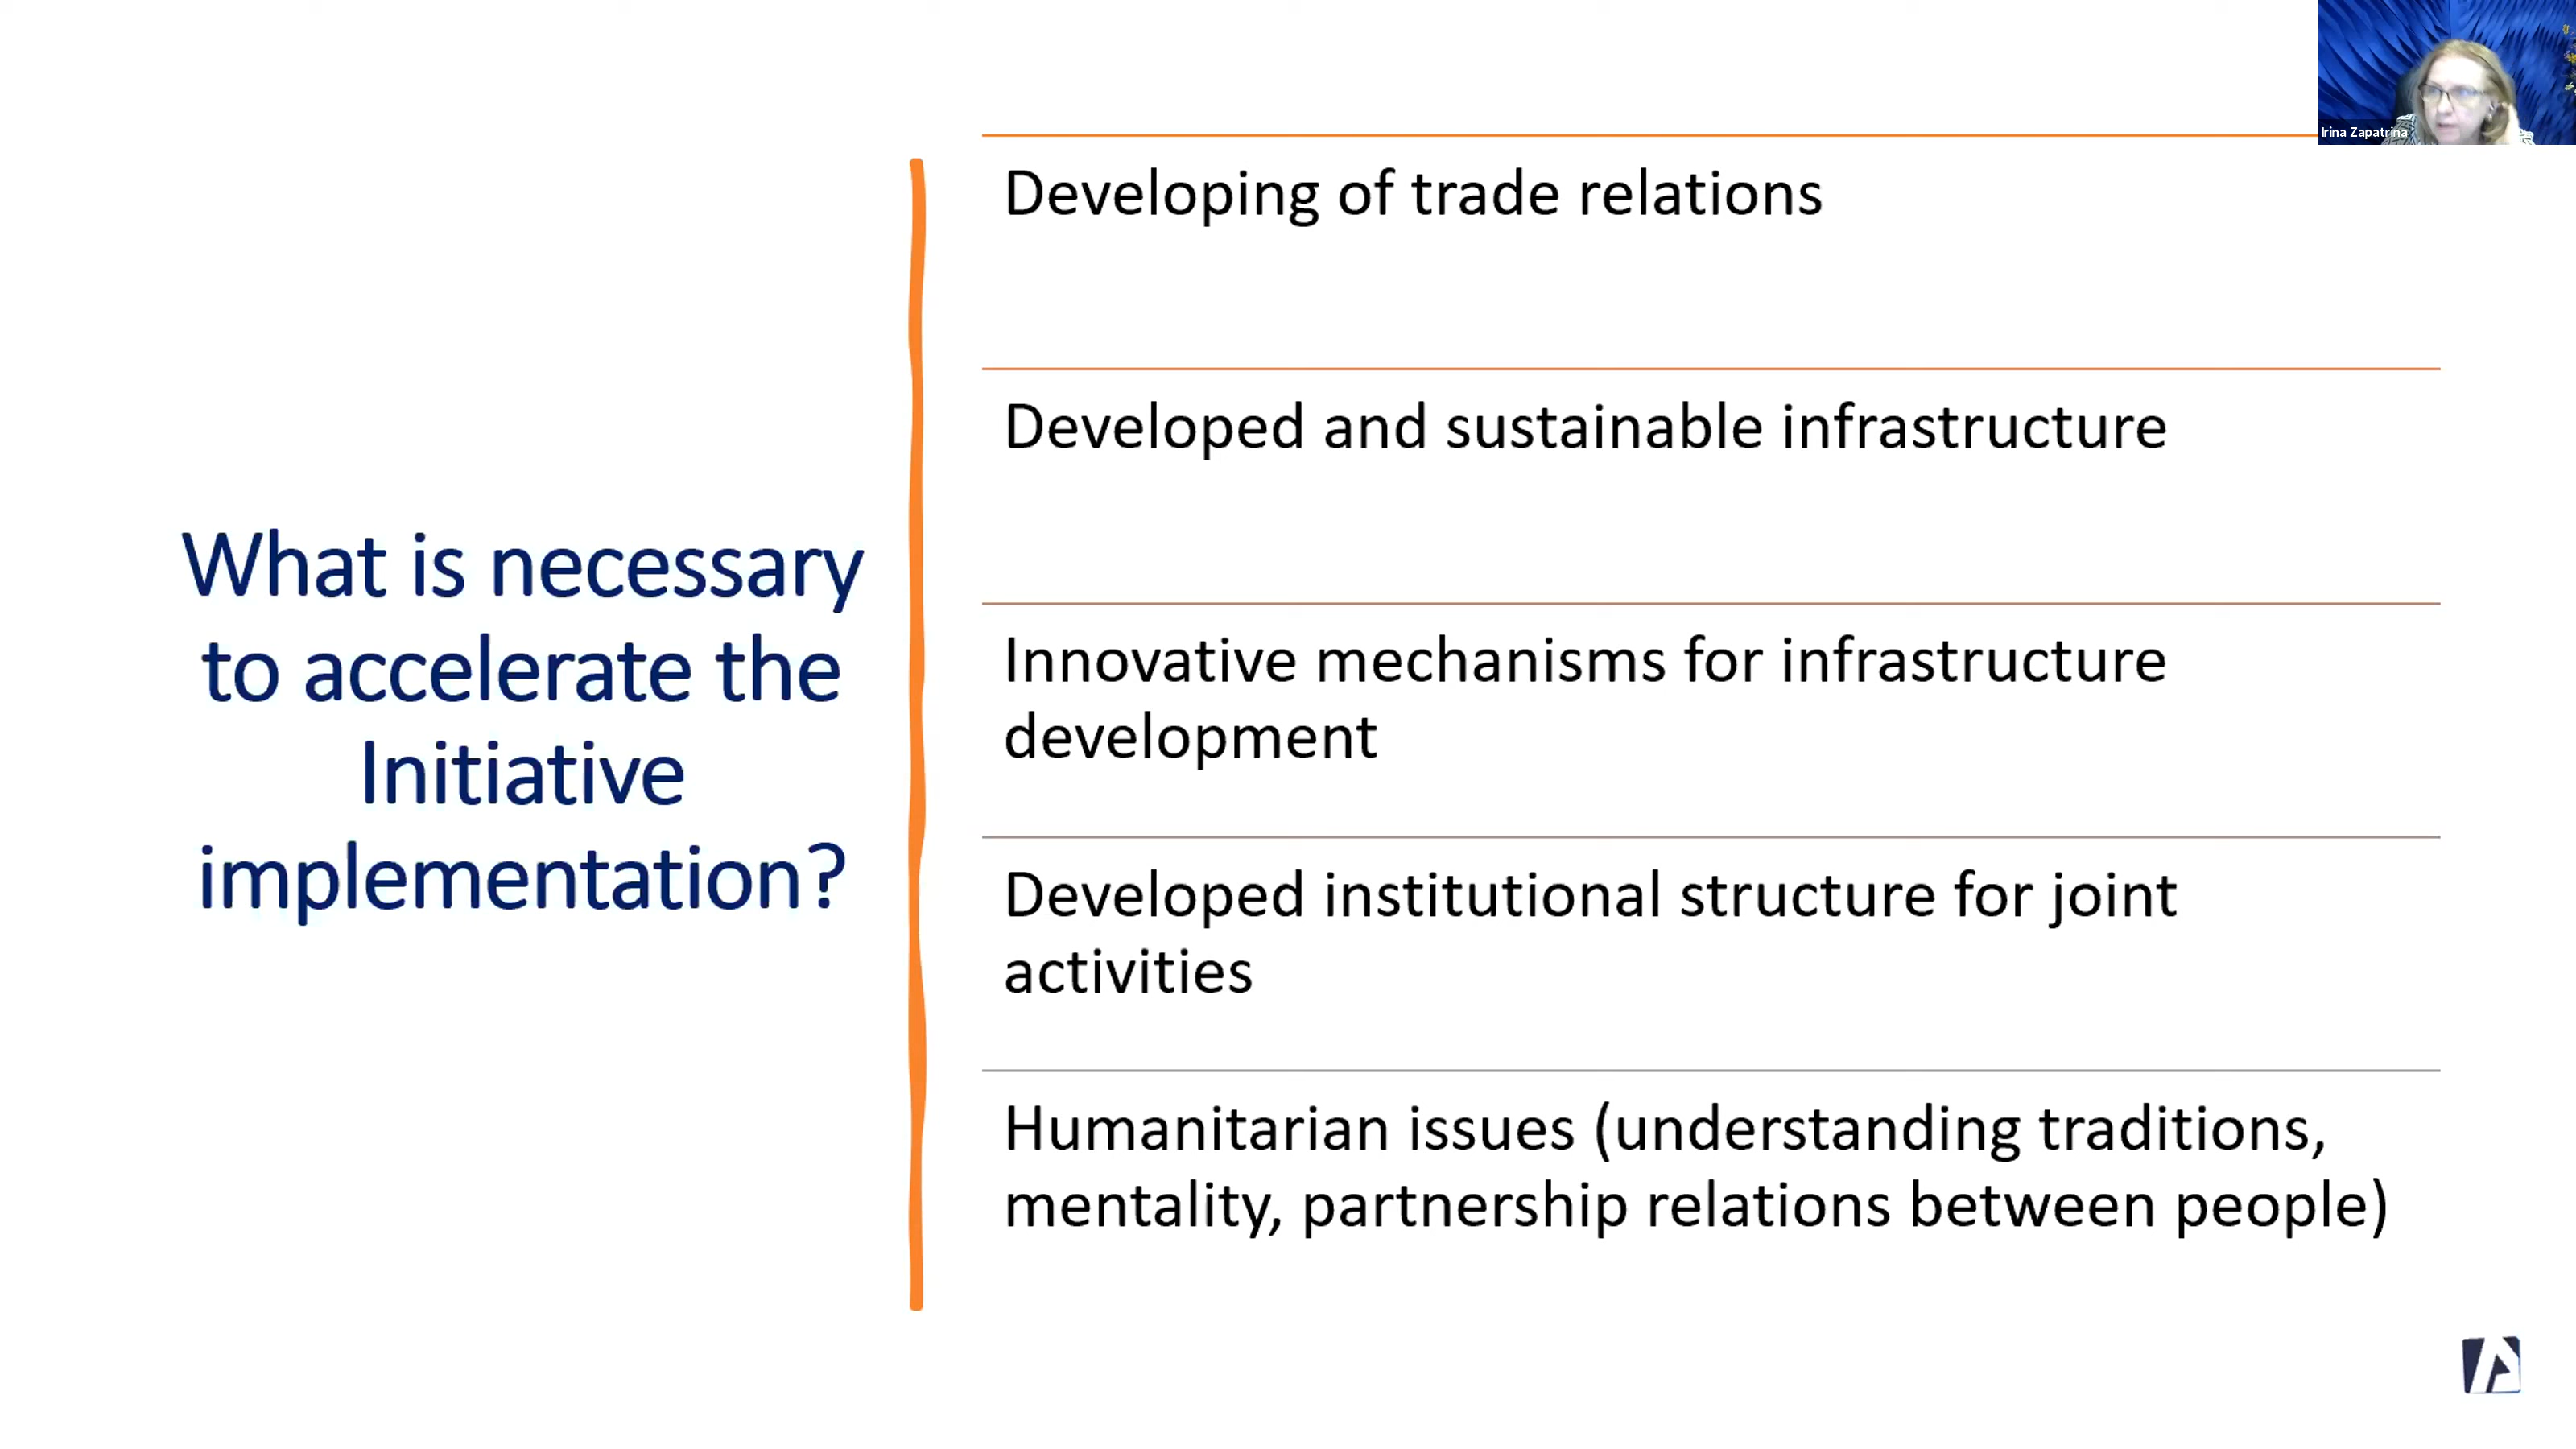 Irina Zapatrina
What is necessary
to accelerate the
Initiative
implementation?
Developing of trade relations
Developed and sustainable infrastructure
Innovative mechanisms for infrastructure
development
Developed institutional structure for joint
activities
Humanitarian issues (understanding traditions,
mentality, partnership relations between people)